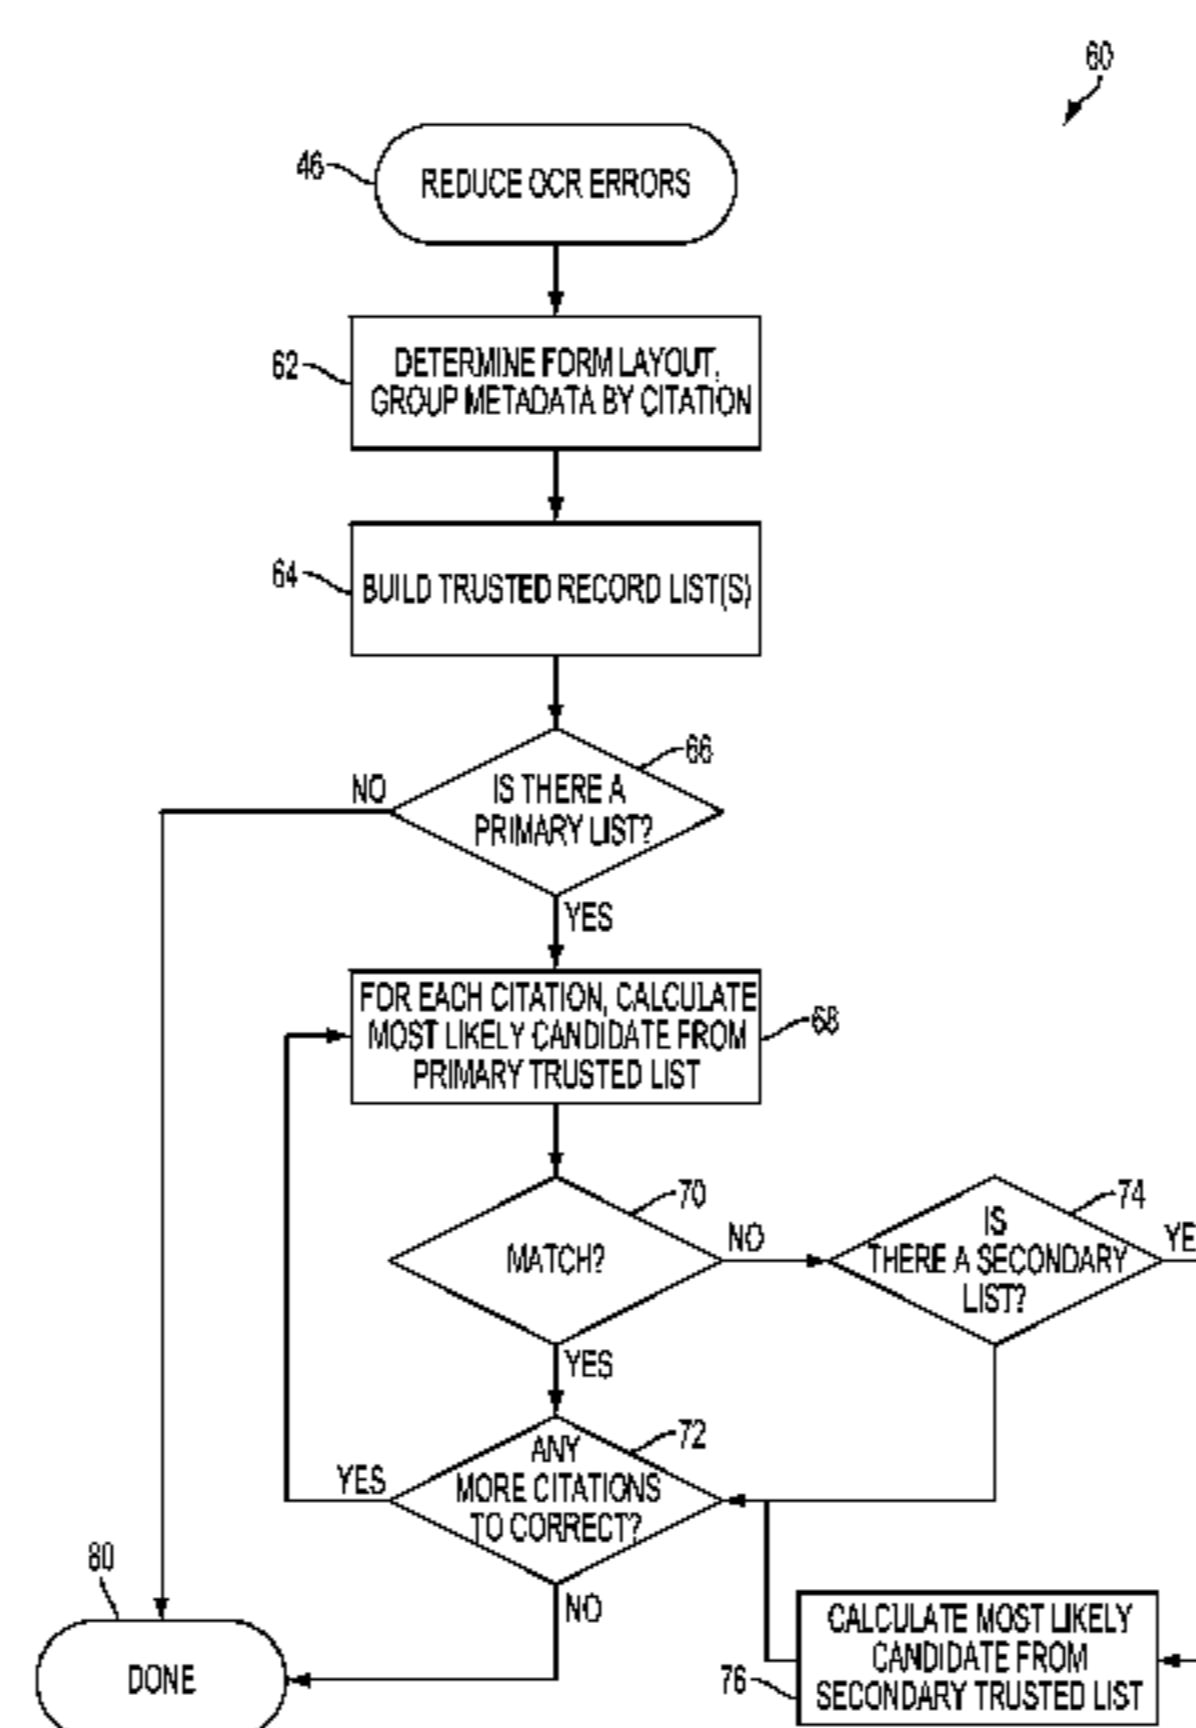 60
46
REDUCE OCR ERRORS
62
DETERMINE FORM LAYOUT,
GROUP METADATA BY CITATION
64
BUILD TRUSTED RECORD LIST(S)
66
NO
IS THERE A
PRIMARY LIST?
YES
FOR EACH CITATION, CALCULATE
MOST LIKELY CANDIDATE FROM
PRIMARY TRUSTED LIST
68
70
MATCH?
NO
74
IS
THERE A SECONDARY
LIST?
YE
YES
72
ANY
MORE CITATIONS
TO CORRECT?
YES
NO
80
DONE
76
CALCULATE MOST LIKELY
CANDIDATE FROM
SECONDARY TRUSTED LIST